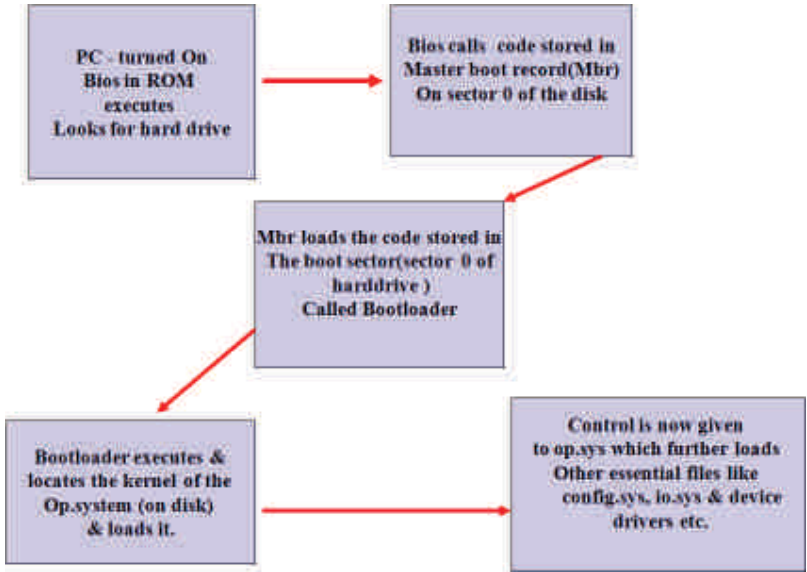 PC - turned On
Bios in ROM
executes
Looks for hard drive
Bios calls code stored in
Master boot record(Mbr)
On sector 0 of the disk
Mbr loads the code stored in
The boot sector(sector 0 of
harddrive )
Called Bootloader
Bootloader executes &
locates the kernel of the
Op.system (on disk)
& loads it.
Control is now given
to op.sys which further loads
Other essential files like
config.sys, io.sys & device
drivers etc.